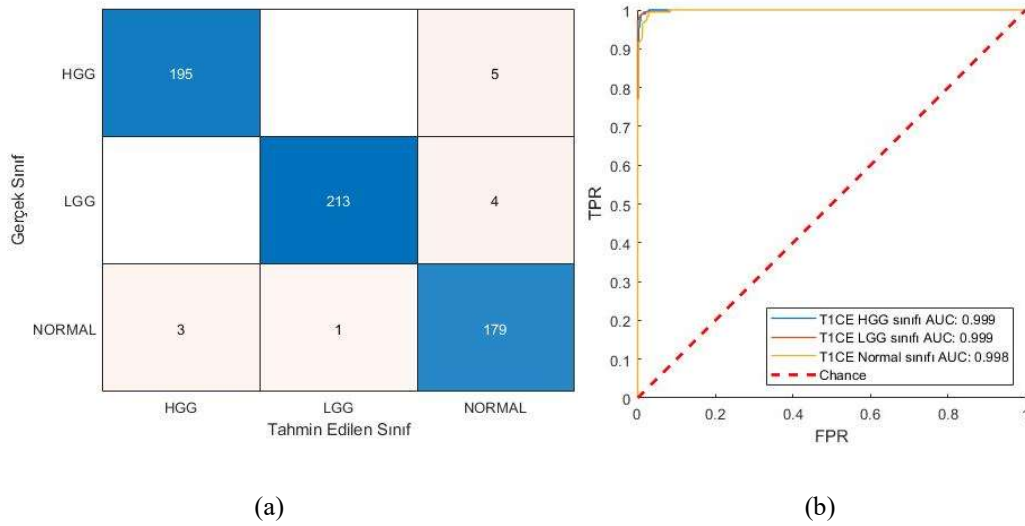 HGG
195
5
LGG
213
4
NORMAL
3
1
179
HGG
LGG
NORMAL
Tahmin Edilen Sınıf
Gerçek Sınıf
(a)
1
0.9
0.8
0.7
0.6
0.5
0.4
0.3
0.2
0.1
0
TPR
T1CE HGG sınıfı AUC: 0.999
T1CE LGG sınıfı AUC: 0.999
T1CE Normal sınıfı AUC: 0.998
Chance
0
0.2
0.4
0.6
0.8
1
FPR
(b)